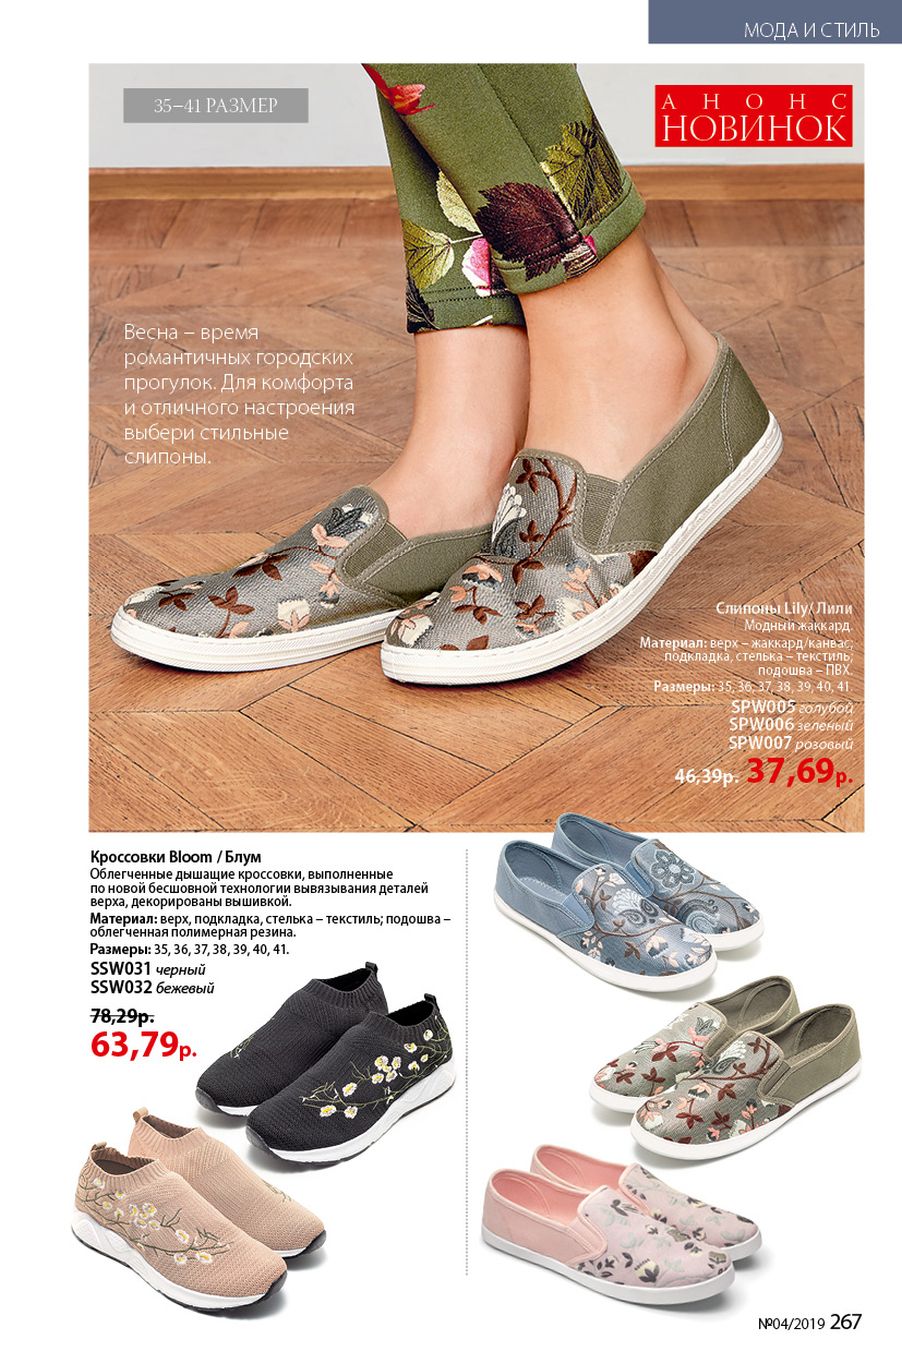 МОДА И СТИЛЬ
35–41 РАЗМЕР
АНОНС
НОВИНОК
Весна – время
романтичных городских
прогулок. Для комфорта
и отличного настроения
выбери стильные
слипоны.
Слипоны Lily/Лили
Модный жаккард.
Материал: верх – жаккард/канвас,
подкладка, стелька – текстиль;
подошва – ПВХ.
Размеры: 35, 36, 37, 38, 39, 40, 41.
SPW005 голубой
SPW006 зеленый
SPW007 розовый
46,39р. 37,69р.
Кроссовки Bloom / Блум
Облегченные дышащие кроссовки, выполненные
по новой бесшовной технологии вывязывания деталей
верха, декорированы вышивкой.
Материал: верх, подкладка, стелька – текстиль; подошва –
облегченная полимерная резина.
Размеры: 35, 36, 37, 38, 39, 40, 41.
SSW031 черный
SSW032 бежевый
78,29р.
63,79р.
№04/2019 267